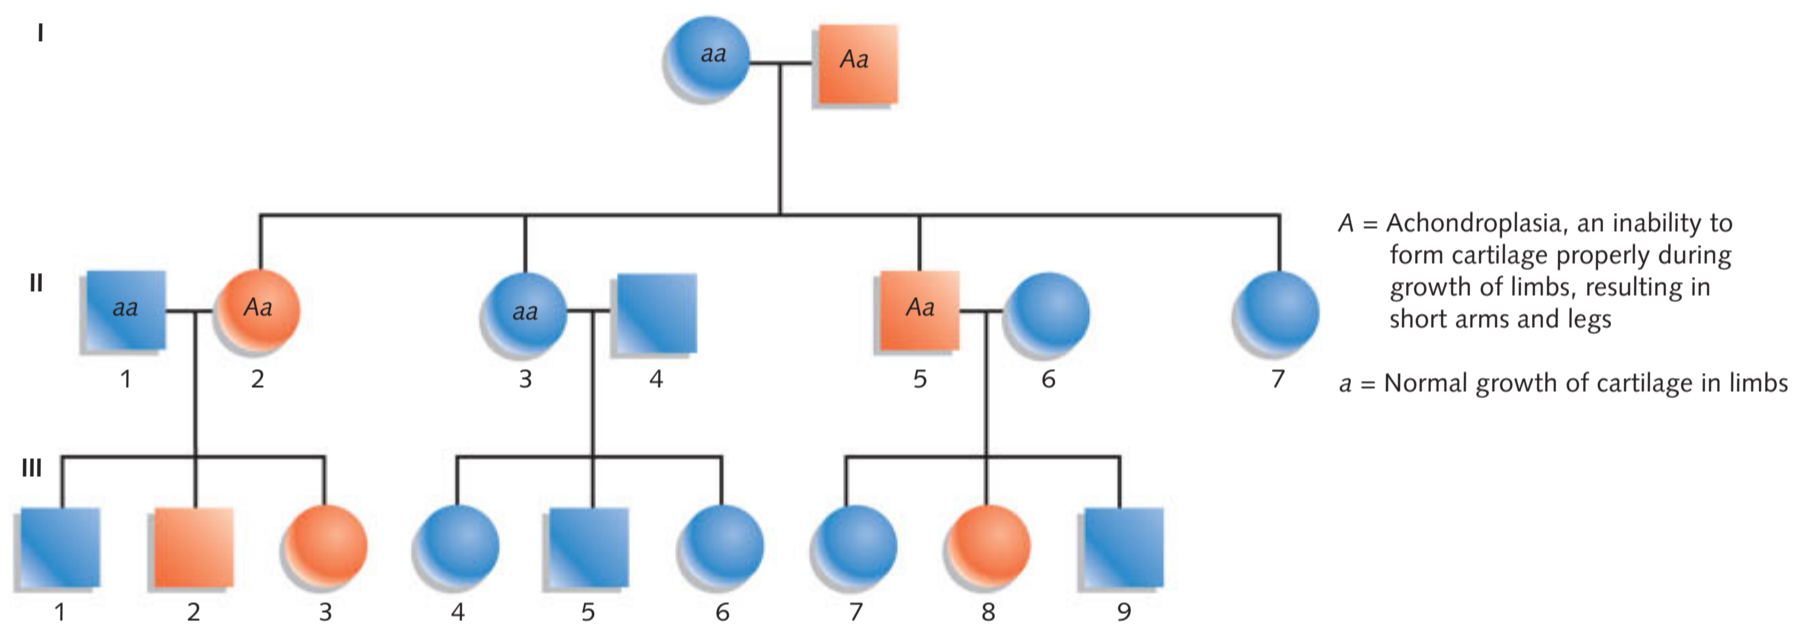 I
aa Aa
II
aa Aa aa Aa
1 2 3 4 5 6 7
III
1 2 3 4 5 6 7 8 9
A = Achondroplasia, an inability to
form cartilage properly during
growth of limbs, resulting in
short arms and legs
a = Normal growth of cartilage in limbs